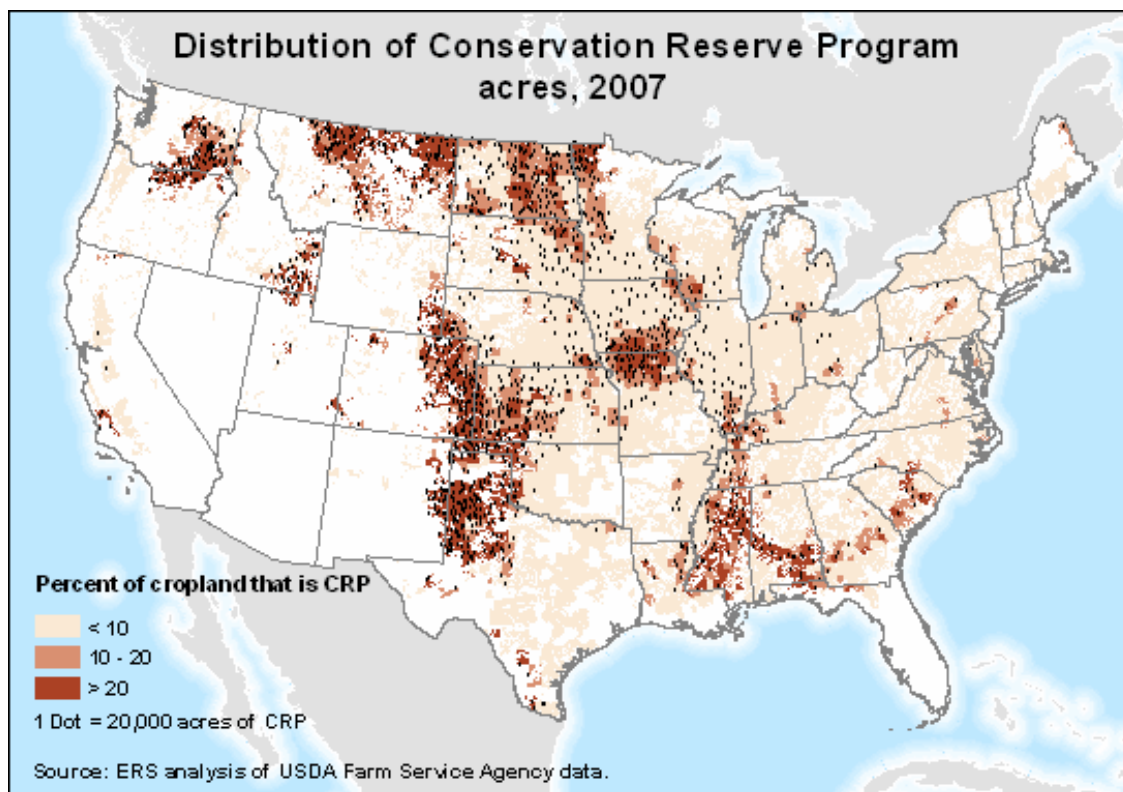 Distribution of Conservation Reserve Program
acres, 2007
Percent of cropland that is CRP
< 10
10 - 20
> 20
1 Dot = 20,000 acres of CRP
Source: ERS analysis of USDA Farm Service Agency data.